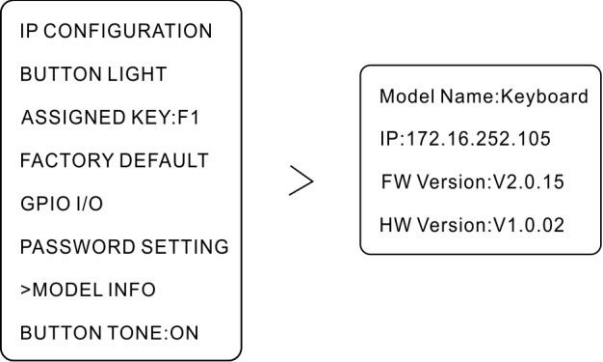 IP CONFIGURATION
BUTTON LIGHT
ASSIGNED KEY:F1
FACTORY DEFAULT
GPIO I/O
PASSWORD SETTING
>MODEL INFO
BUTTON TONE:ON
>
Model Name:Keyboard
IP:172.16.252.105
FW Version:V2.0.15
HW Version:V1.0.02